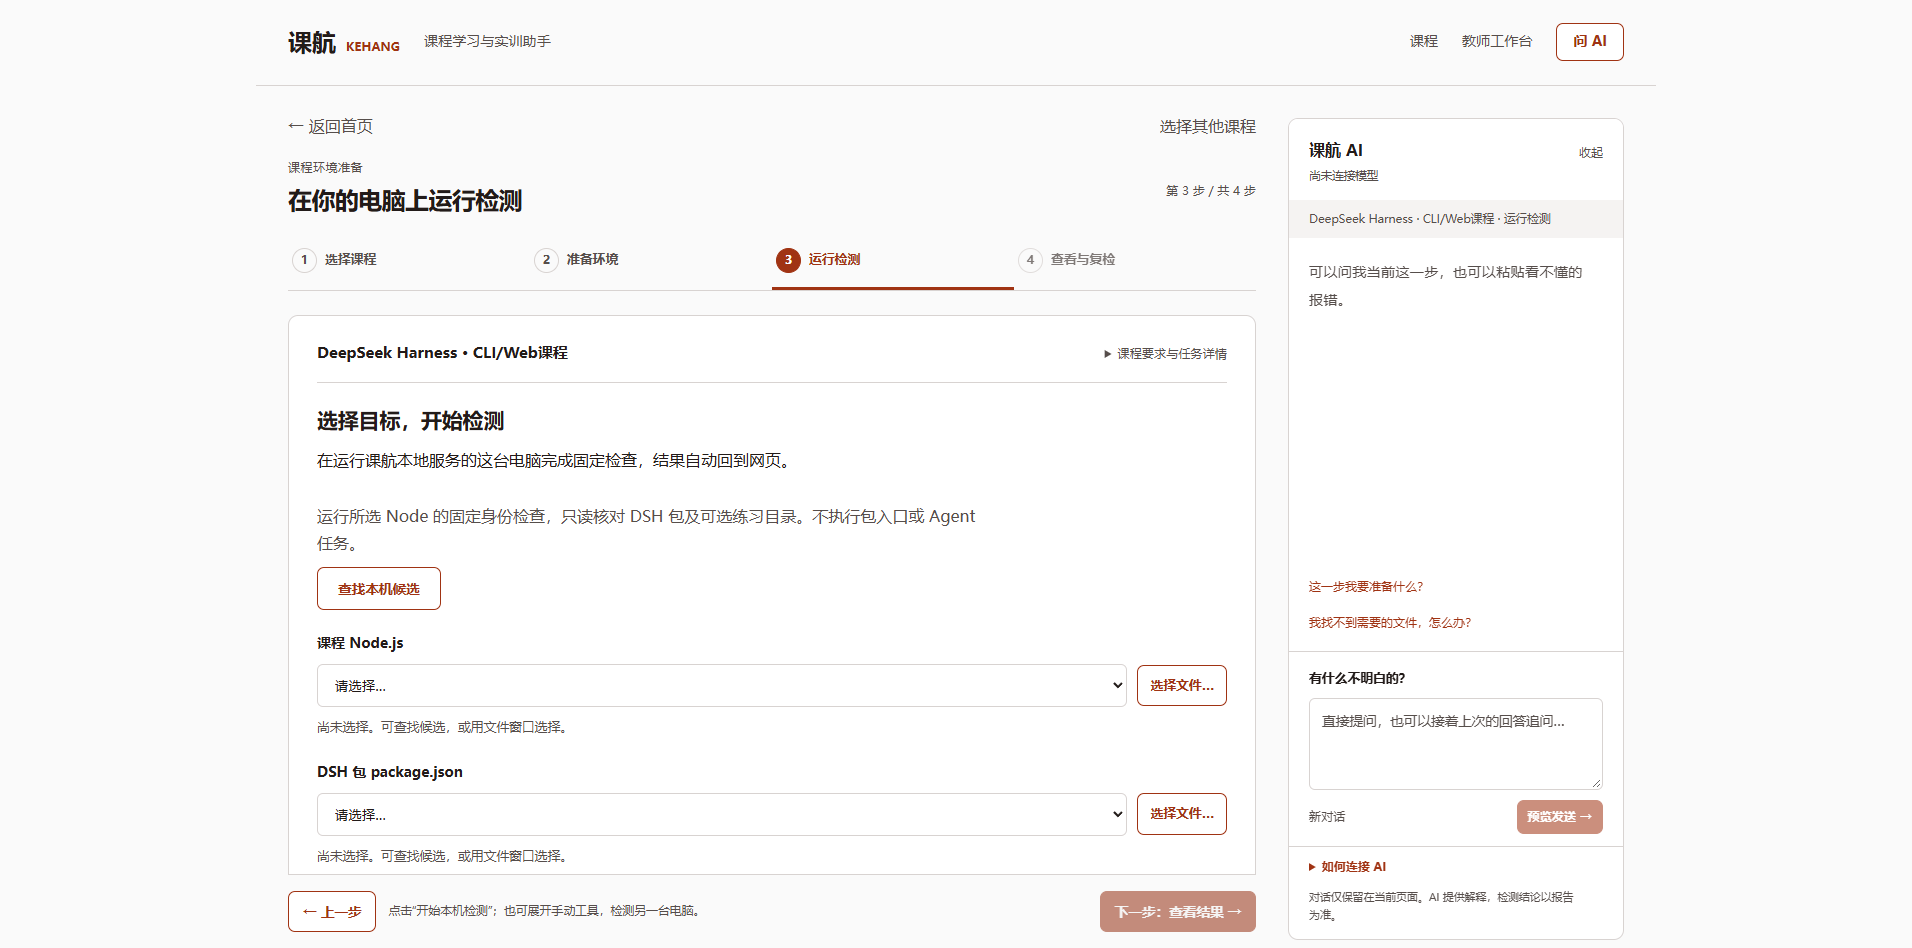 课航 KEHANG 课程学习与实训助手
课程 教师工作台 问 AI
← 返回首页 选择其他课程
课程环境准备
在你的电脑上运行检测
第 3 步 / 共 4 步
1 选择课程 2 准备环境 3 运行检测 4 查看与复检
DeepSeek Harness · CLI/Web课程 ▶ 课程要求与任务详情
选择目标，开始检测
在运行课航本地服务的这台电脑完成固定检查，结果自动回到网页。
运行所选 Node 的固定身份检查，只读核对 DSH 包及可选练习目录。不执行包入口或 Agent
任务。
查找本机候选
课程 Node.js
请选择... 选择文件...
尚未选择。可查找候选，或用文件窗口选择。
DSH 包 package.json
请选择... 选择文件...
尚未选择。可查找候选，或用文件窗口选择。
← 上一步 点击“开始本机检测”；也可展开手动工具，检测另一台电脑。 下一步：查看结果 →
课航 AI 收起
尚未连接模型
DeepSeek Harness · CLI/Web课程 · 运行检测
可以问我当前这一步，也可以粘贴看不懂的
报错。
这一步我要准备什么？
我找不到需要的文件，怎么办？
有什么不明白的？
直接提问，也可以接着上次的回答追问...
新对话 预览发送 →
▶ 如何连接 AI
对话仅保留在当前页面。AI 提供解释，检测结论以报告
为准。